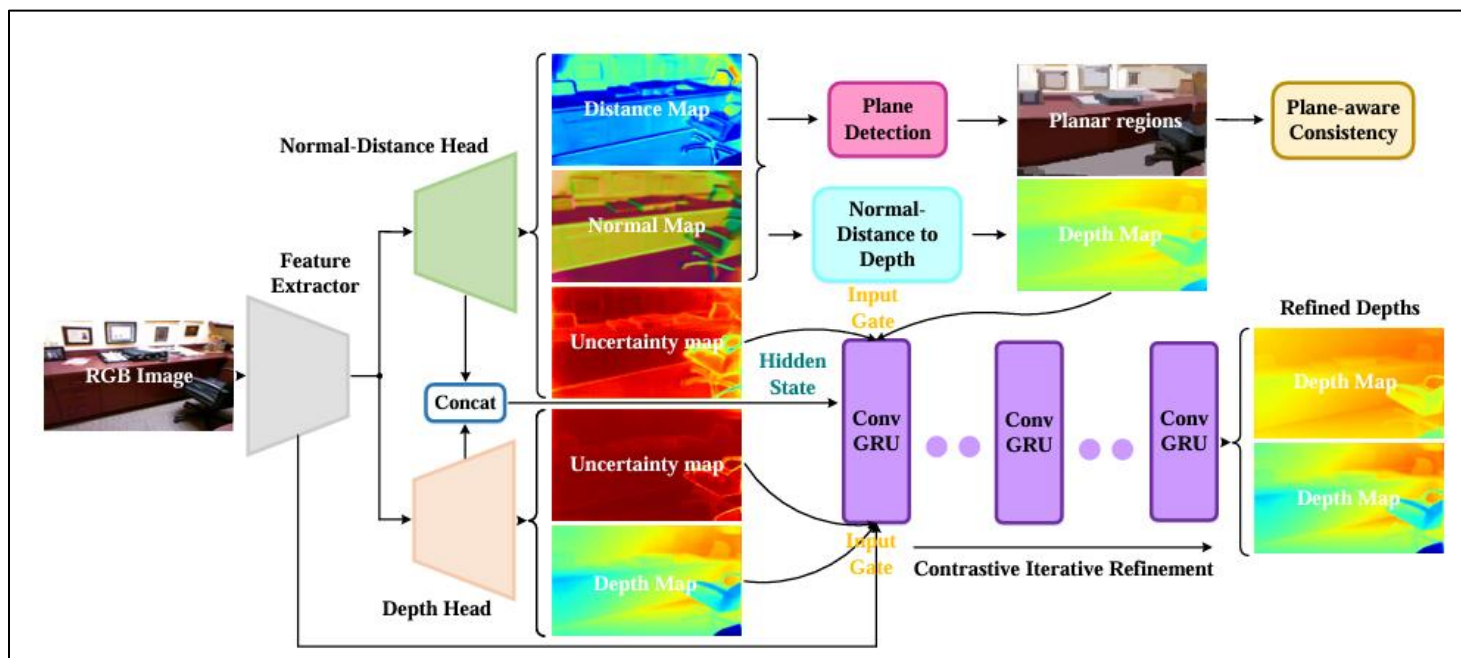 Distance Map
Plane
Detection
Planar regions
Plane-aware
Consistency
Normal-Distance Head
Normal Map
Normal-
Distance to
Depth
Depth Map
Feature
Extractor
Input
Gate
Refined Depths
RGB Image
Uncertainty map
Hidden
State
Depth Map
Concat
Conv
GRU
Conv
GRU
Conv
GRU
Uncertainty map
Depth Map
Input
Gate
Contrastive Iterative Refinement
Depth Map
Depth Head